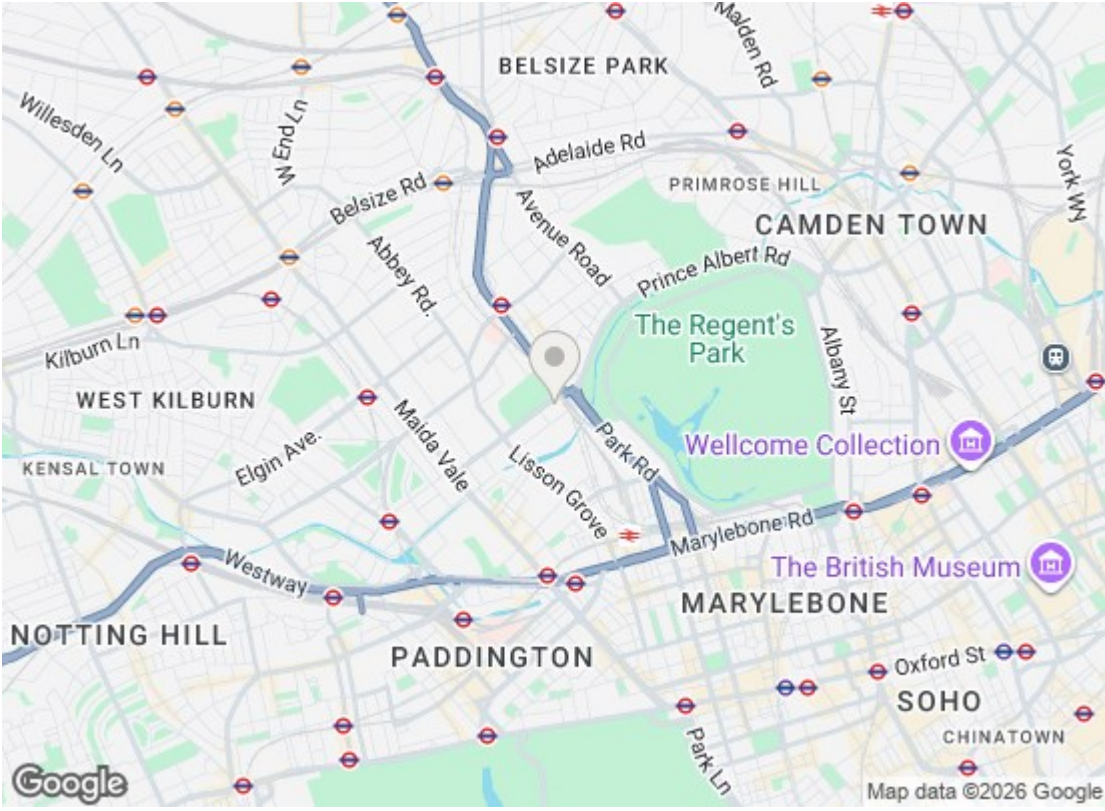 Malden Rd
BELSIZE PARK
Willesden Ln
W End Ln
Adelaide Rd
York Wy
Belsize Rd
PRIMROSE HILL
Avenue Road
CAMDEN TOWN
Abbey Rd.
Prince Albert Rd
The Regent's
Park
Albany St
Kilburn Ln
WEST KILBURN
Maida Vale
Elgin Ave.
Park Rd
Wellcome Collection
KENSAL TOWN
Lisson Grove
Marylebone Rd
Westway
The British Museum
MARYLEBONE
NOTTING HILL
PADDINGTON
Oxford St
SOHO
Park Ln
CHINATOWN
Google
Map data ©2026 Google